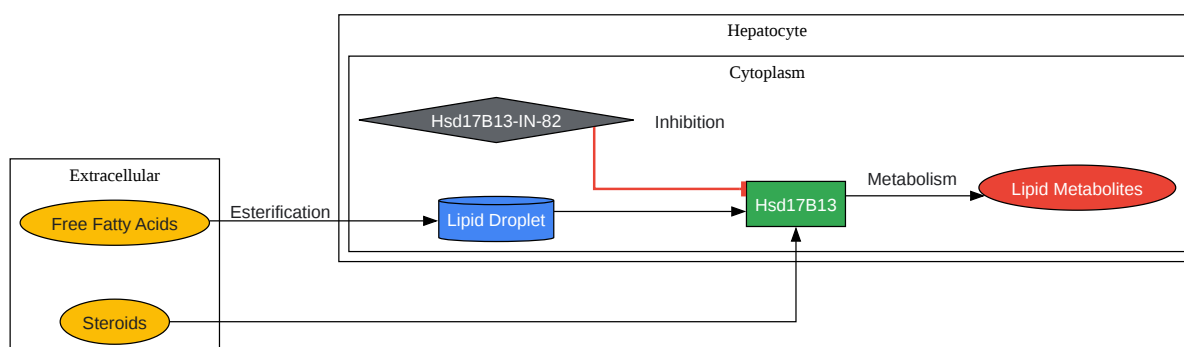 Hepatocyte
Cytoplasm
Hsd17B13-IN-82
Inhibition
Extracellular
Free Fatty Acids
Esterification
Lipid Droplet
Hsd17B13
Metabolism
Lipid Metabolites
Steroids